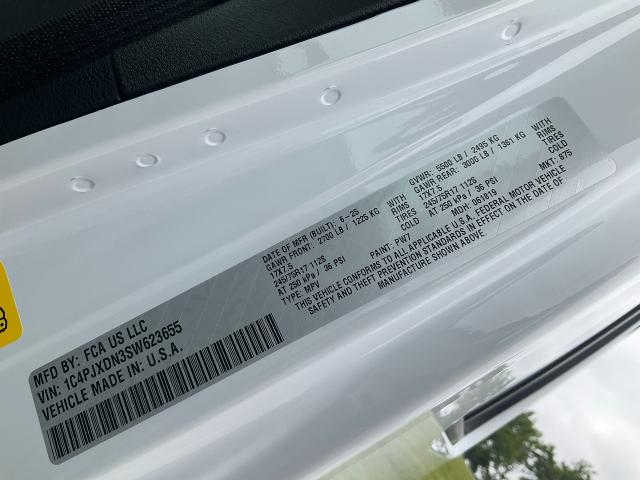 MFD BY: FCA US LLC
VIN: 1C4PJXDN3SW623655
VEHICLE MADE IN U.S.A.
DATE OF MFR (BUILT): 6-25 GVWR: 5500 LB / 2495 KG
GAWR FRONT: 2700 LB / 1225 KG WITH GAWR REAR: 3000 LB / 1361 KG WITH
17X7.5 RIMS 17X7.5 RIMS
245/75R17 112S TIRES 245/75R17 112S TIRES
AT 250 kPa / 36 PSI COLD AT 250 kPa / 36 PSI COLD
TYPE: MPV PAINT: PW7 MDH: 061819 MKT: 975
THIS VEHICLE CONFORMS TO ALL APPLICABLE U.S.A. FEDERAL MOTOR VEHICLE
SAFETY AND THEFT PREVENTION STANDARDS IN EFFECT ON THE DATE OF
MANUFACTURE SHOWN ABOVE.